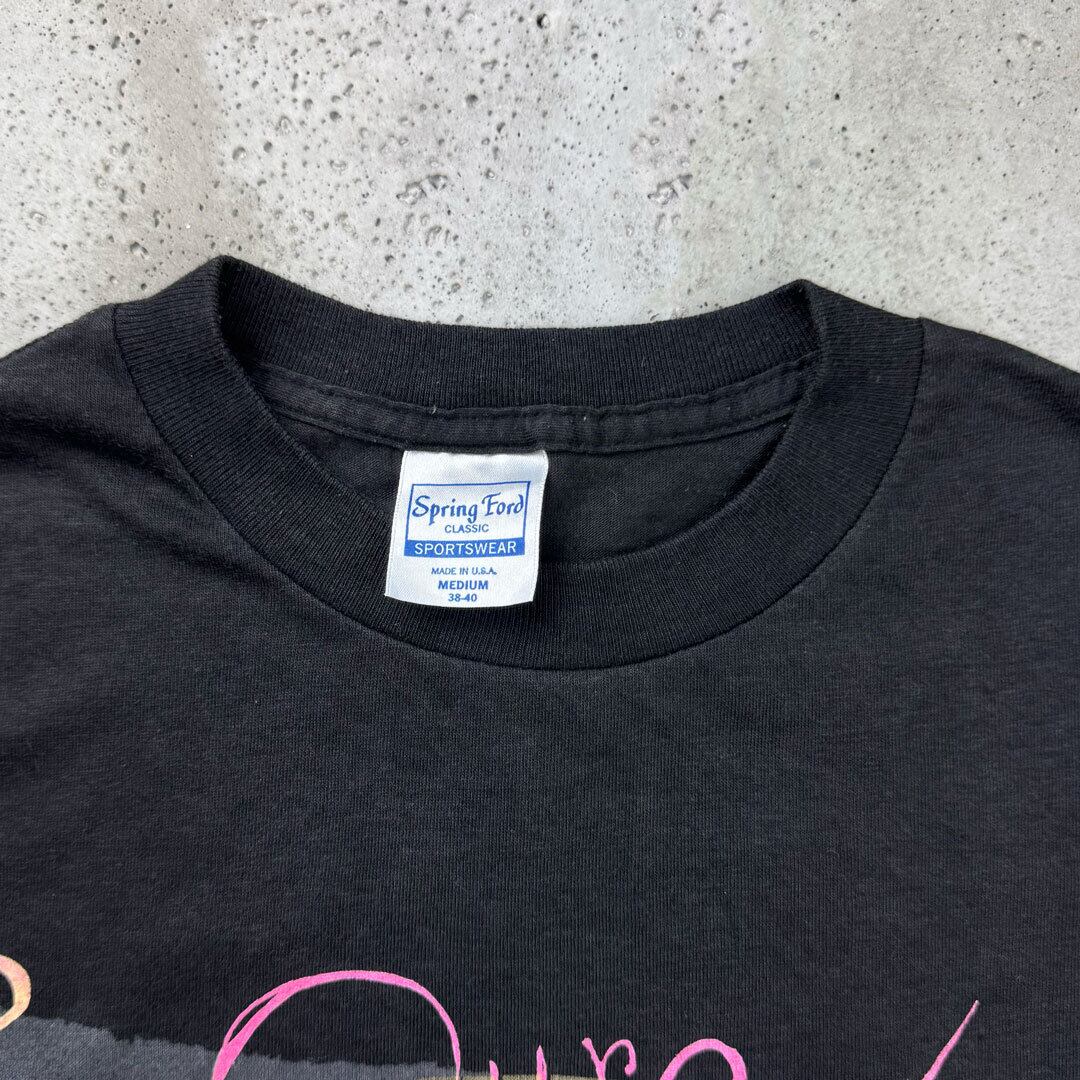 Spring Ford
CLASSIC
SPORTSWEAR
MADE IN U.S.A.
MEDIUM
38-40